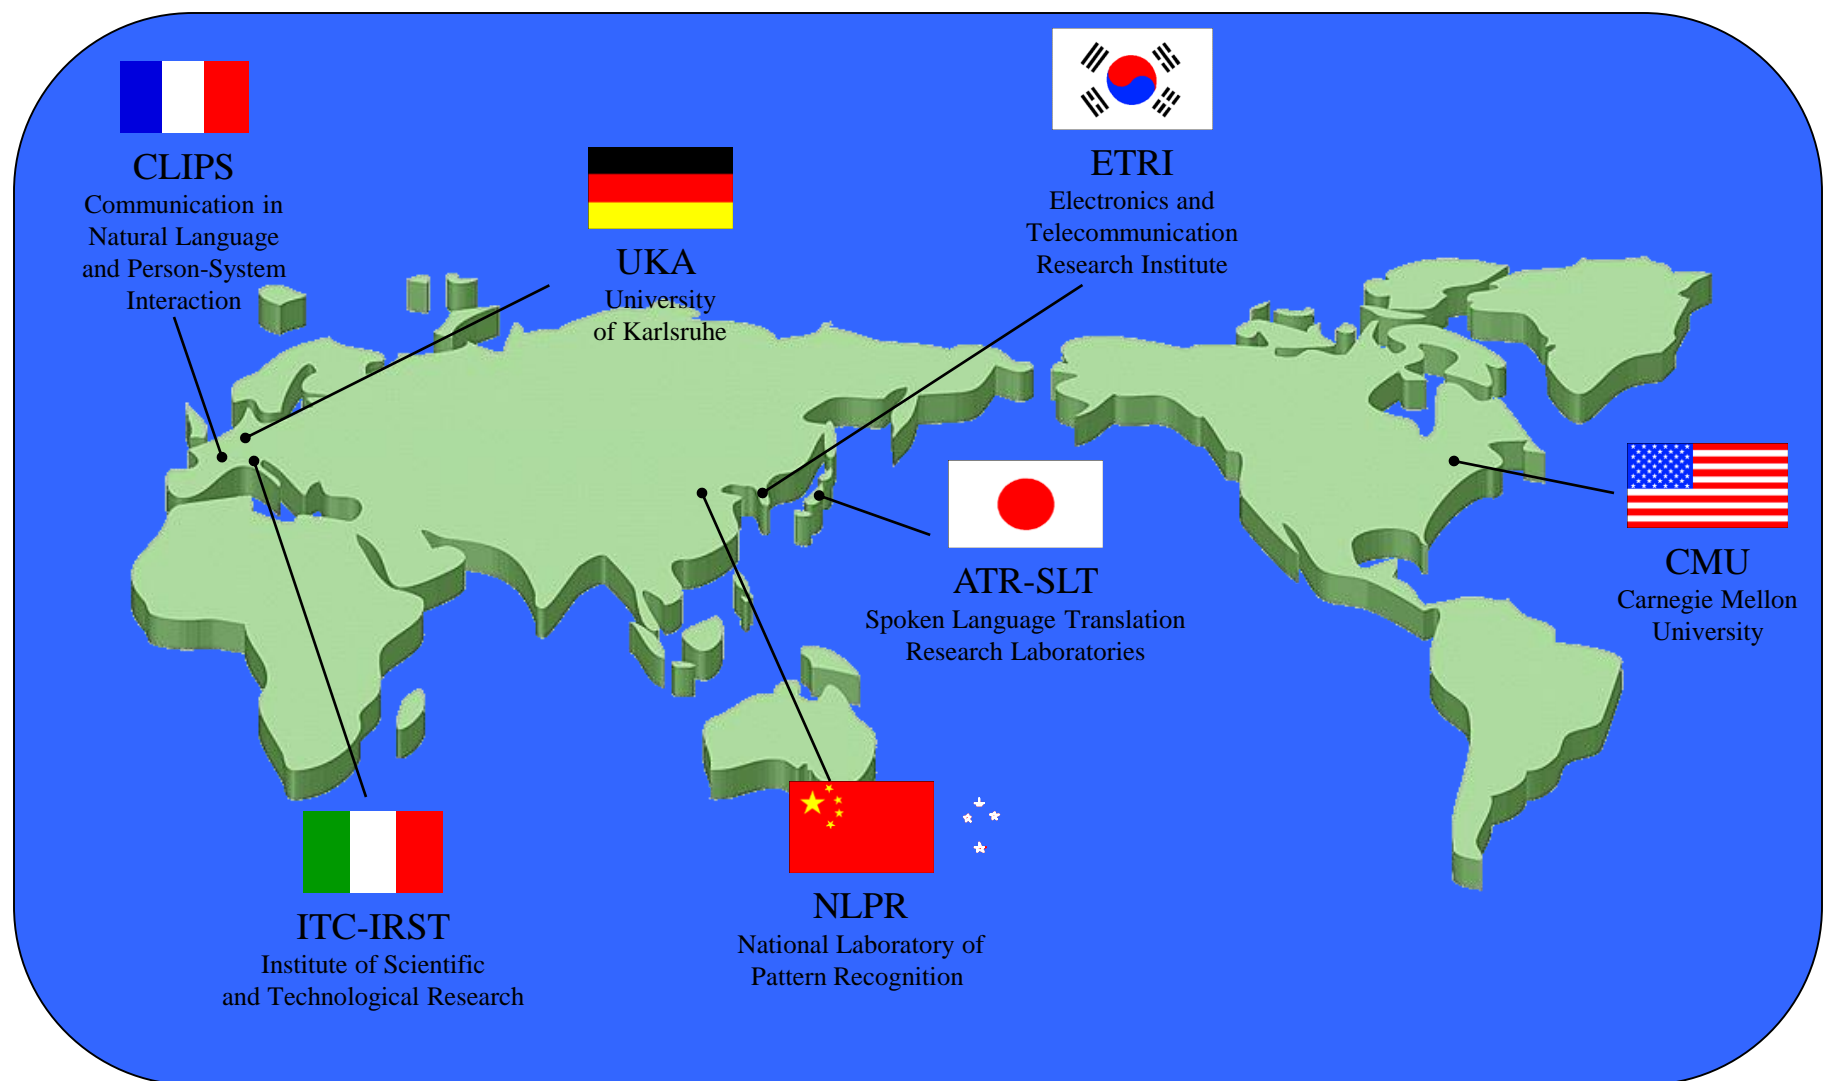 CLIPS
Communication in
Natural Language
and Person-System
Interaction
UKA
University
of Karlsruhe
ETRI
Electronics and
Telecommunication
Research Institute
ATR-SLT
Spoken Language Translation
Research Laboratories
CMU
Carnegie Mellon
University
ITC-IRST
Institute of Scientific
and Technological Research
NLPR
National Laboratory of
Pattern Recognition